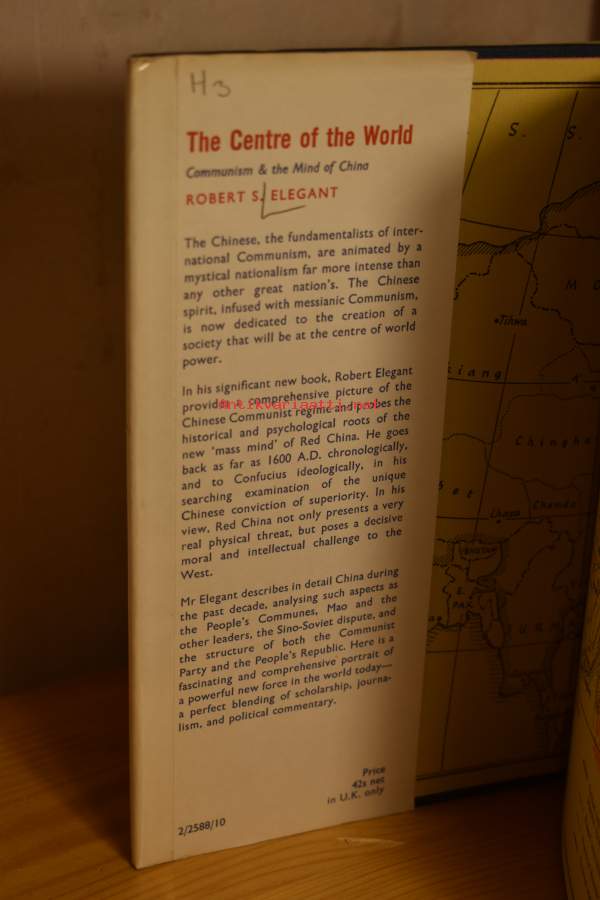 H3
The Centre of the World
Communism & the Mind of China
ROBERT S. ELEGANT
The Chinese, the fundamentalists of inter-
national Communism, are animated by a
mystical nationalism far more intense than
any other great nation's. The Chinese
spirit, infused with messianic Communism,
is now dedicated to the creation of a
society that will be at the centre of world
power.
In his significant new book, Robert Elegant
provides a comprehensive picture of the
Antikvariaatti.net
Chinese Communist regime and probes the
historical and psychological roots of the
new 'mass mind' of Red China. He goes
back as far as 1600 A.D. chronologically,
and to Confucius ideologically, in his
searching examination of the unique
Chinese conviction of superiority. In his
view, Red China not only presents a very
real physical threat, but poses a decisive
moral and intellectual challenge to the
West.
Mr Elegant describes in detail China during
the past decade, analysing such aspects as
the People's Communes, Mao and the
other leaders, the Sino-Soviet dispute, and
the structure of both the Communist
Party and the People's Republic. Here is a
fascinating and comprehensive portrait of
a powerful new force in the world today—
a perfect blending of scholarship, journa-
lism, and political commentary.
Price
42s net
in U.K. only
2/2588/10
S. S.
M O
Tihwa
kiang
Chingha
bet
Lhasa
Chamdo
BHUTAN
E.
PAK.
BURM